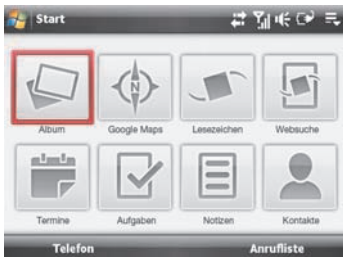 Start
Album Google Maps Lesezeichen Websuche
N
Termine Aufgaben Notizen Kontakte
Telefon Anrufliste